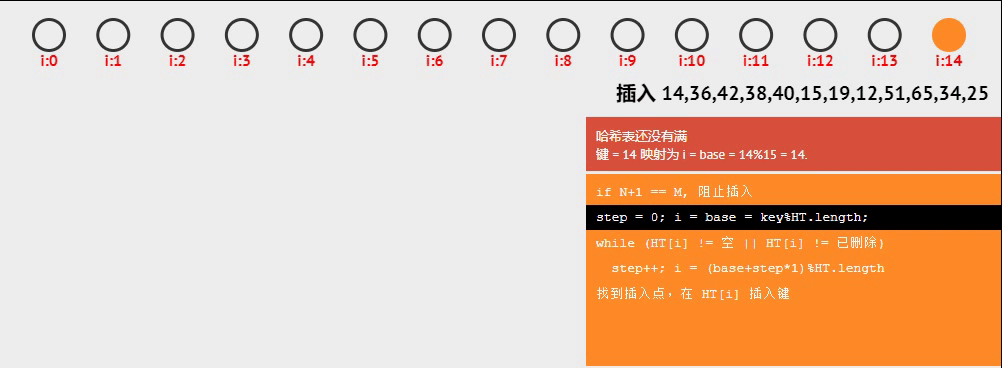 i:0 i:1 i:2 i:3 i:4 i:5 i:6 i:7 i:8 i:9 i:10 i:11 i:12 i:13 i:14
插入 14,36,42,38,40,15,19,12,51,65,34,25
哈希表还没有满
键 = 14 映射为 i = base = 14%15 = 14.
if N+1 == M, 阻止插入
step = 0; i = base = key%HT.length;
while (HT[i] != 空 || HT[i] != 已删除)
step++; i = (base+step*1)%HT.length
找到插入点，在 HT[i] 插入键